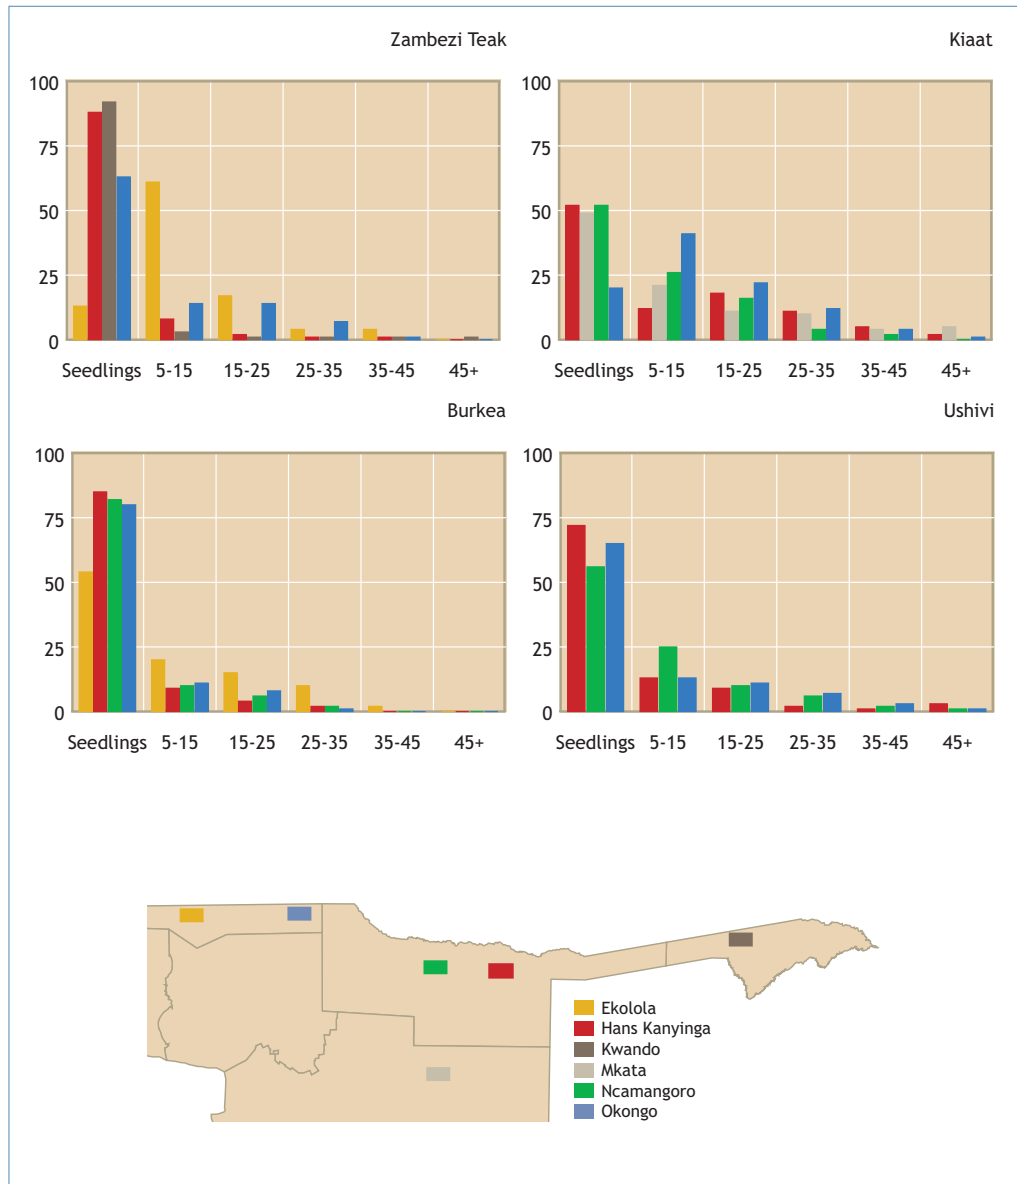 Zambezi Teak
100
75
50
25
0
Seedlings 5-15 15-25 25-35 35-45 45+
Kiaat
100
75
50
25
0
Seedlings 5-15 15-25 25-35 35-45 45+
Burkea
100
75
50
25
0
Seedlings 5-15 15-25 25-35 35-45 45+
Ushivi
100
75
50
25
0
Seedlings 5-15 15-25 25-35 35-45 45+
Ekolola
Hans Kanyinga
Kwando
Mkata
Ncamangoro
Okongo